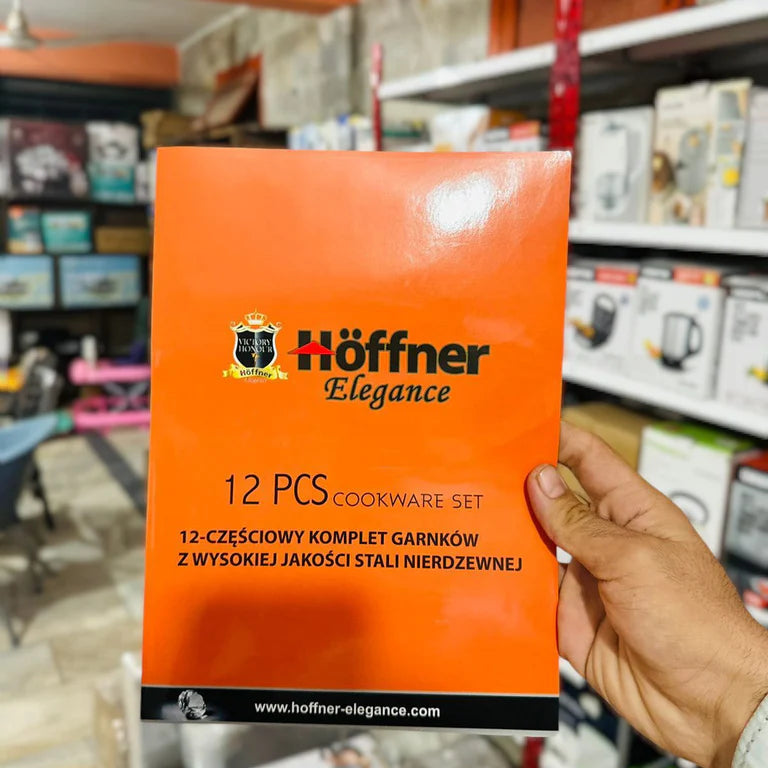 VICTORY
HONOUR
Höffner
Höffner
Elegance
12 PCS COOKWARE SET
12-CZĘŚCIOWY KOMPLET GARNKÓW
Z WYSOKIEJ JAKOŚCI STALI NIERDZEWNEJ
www.hoffner-elegance.com